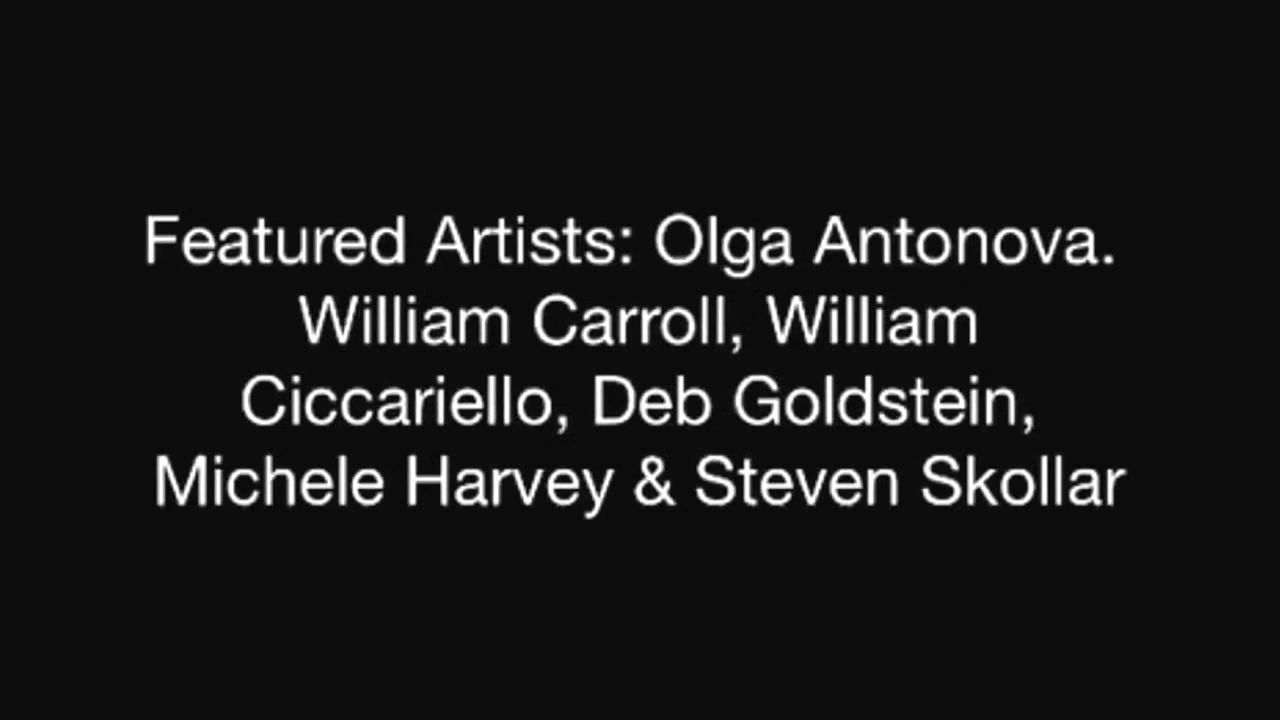 Featured Artists: Olga Antonova.
William Carroll, William
Ciccariello, Deb Goldstein,
Michele Harvey & Steven Skollar